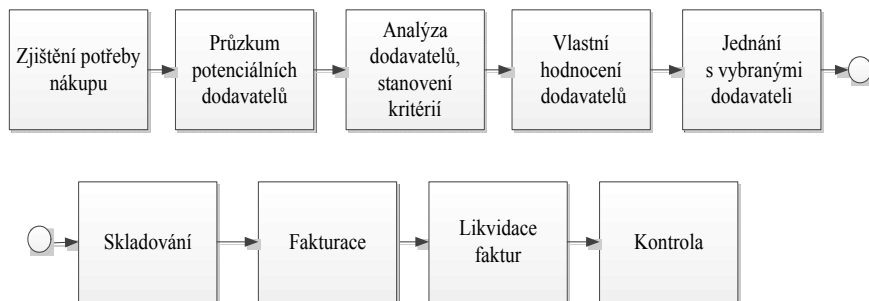 Zjištění potřeby
nákupu
Průzkum
potenciálních
dodavatelů
Analýza
dodavatelů,
stanovení
kritérií
Vlastní
hodnocení
dodavatelů
Jednání
s vybranými
dodavateli
Skladování
Fakturace
Likvidace
faktur
Kontrola